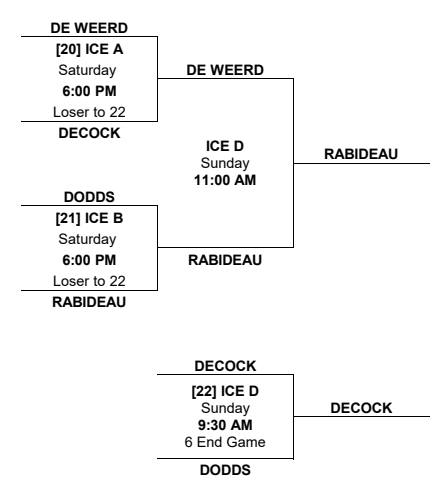 DE WEERD
[20] ICE A
Saturday
6:00 PM
Loser to 22
DECOCK
DE WEERD
ICE D
Sunday
11:00 AM
RABIDEAU
DODDS
[21] ICE B
Saturday
6:00 PM
Loser to 22
RABIDEAU
RABIDEAU
DECOCK
[22] ICE D
Sunday
9:30 AM
6 End Game
DODDS
DECOCK